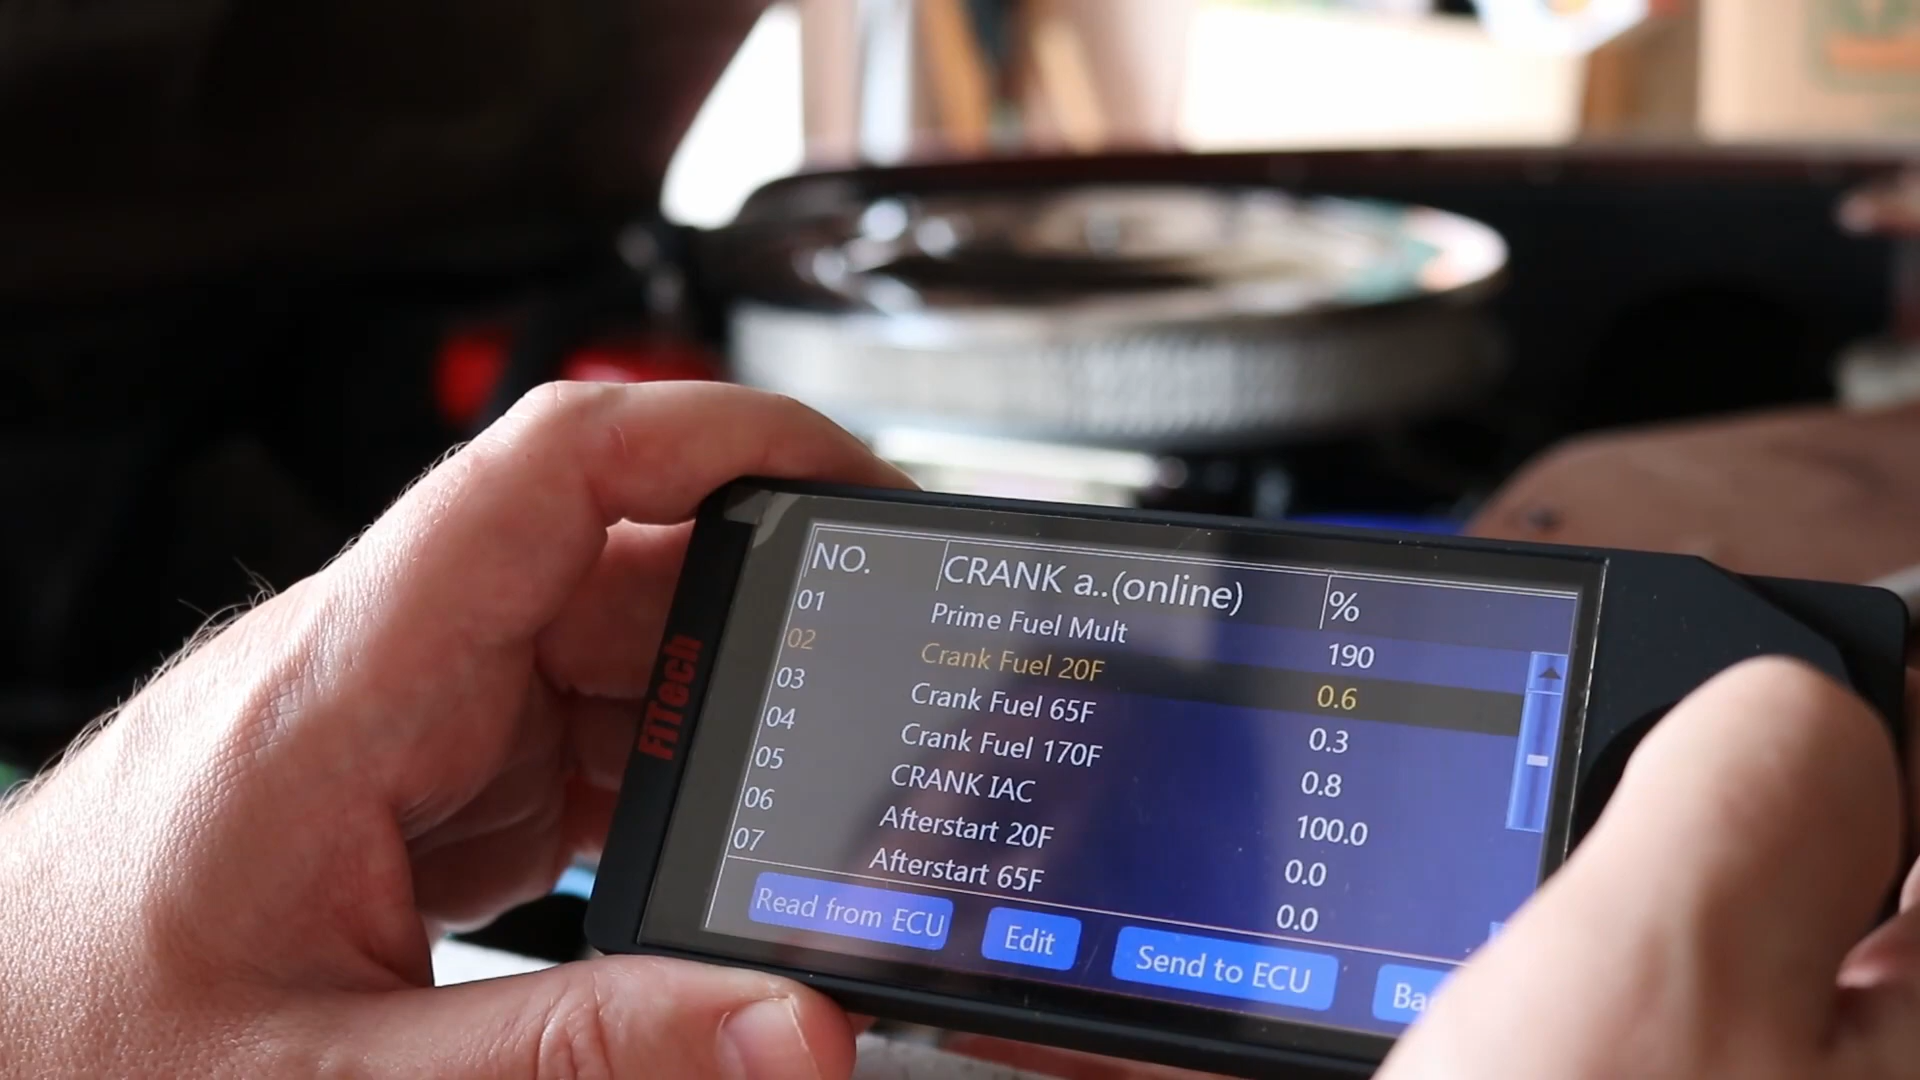 FiTech
NO. CRANK a..(online) %
01 Prime Fuel Mult 190
02 Crank Fuel 20F 0.6
03 Crank Fuel 65F 0.3
04 Crank Fuel 170F 0.8
05 CRANK IAC 100.0
06 Afterstart 20F 0.0
07 Afterstart 65F 0.0
Read from ECU Edit Send to ECU